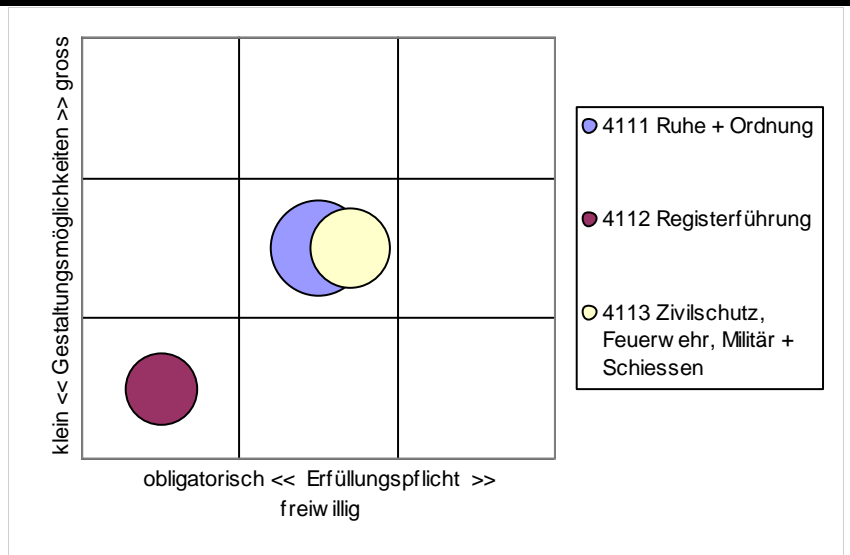 klein << Gestaltungsmöglichkeiten >> gross
4111 Ruhe + Ordnung
4112 Registerführung
4113 Zivilschutz,
Feuerwehr, Militär +
Schiessen
obligatorisch << Erfüllungspflicht >>
freiwillig